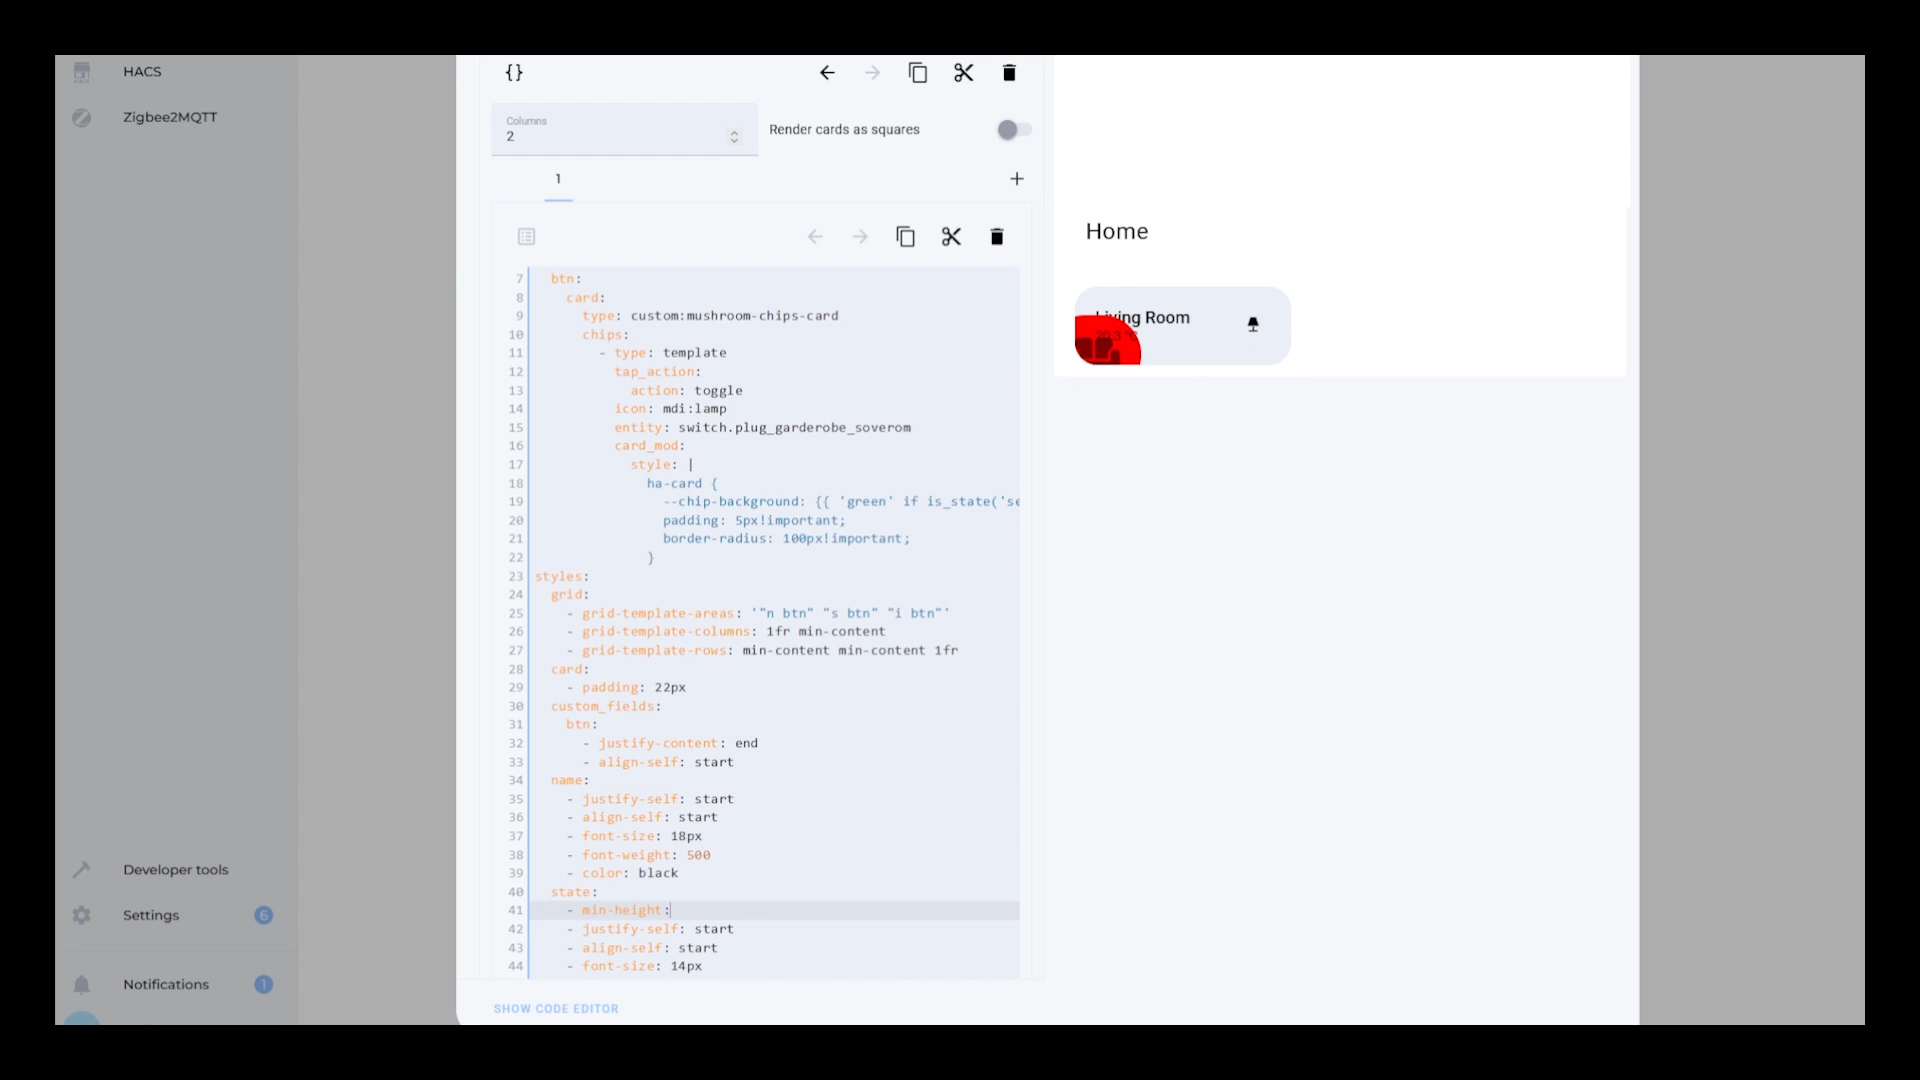 HACS
Zigbee2MQTT
Developer tools
Settings
6
Notifications
1
{}
Columns
2
Render cards as squares
1
7 btn:
8 card:
9 type: custom:mushroom-chips-card
10 chips:
11 - type: template
12 tap_action:
13 action: toggle
14 icon: mdi:lamp
15 entity: switch.plug_garderobe_soverom
16 card_mod:
17 style: |
18 ha-card {
19 --chip-background: {{ 'green' if is_state('se
20 padding: 5px!important;
21 border-radius: 100px!important;
22 }
23 styles:
24 grid:
25 - grid-template-areas: '"n btn" "s btn" "i btn"'
26 - grid-template-columns: 1fr min-content
27 - grid-template-rows: min-content min-content 1fr
28 card:
29 - padding: 22px
30 custom_fields:
31 btn:
32 - justify-content: end
33 - align-self: start
34 name:
35 - justify-self: start
36 - align-self: start
37 - font-size: 18px
38 - font-weight: 500
39 - color: black
40 state:
41 - min-height:
42 - justify-self: start
43 - align-self: start
44 - font-size: 14px
SHOW CODE EDITOR
Home
Living Room
20.3 °C